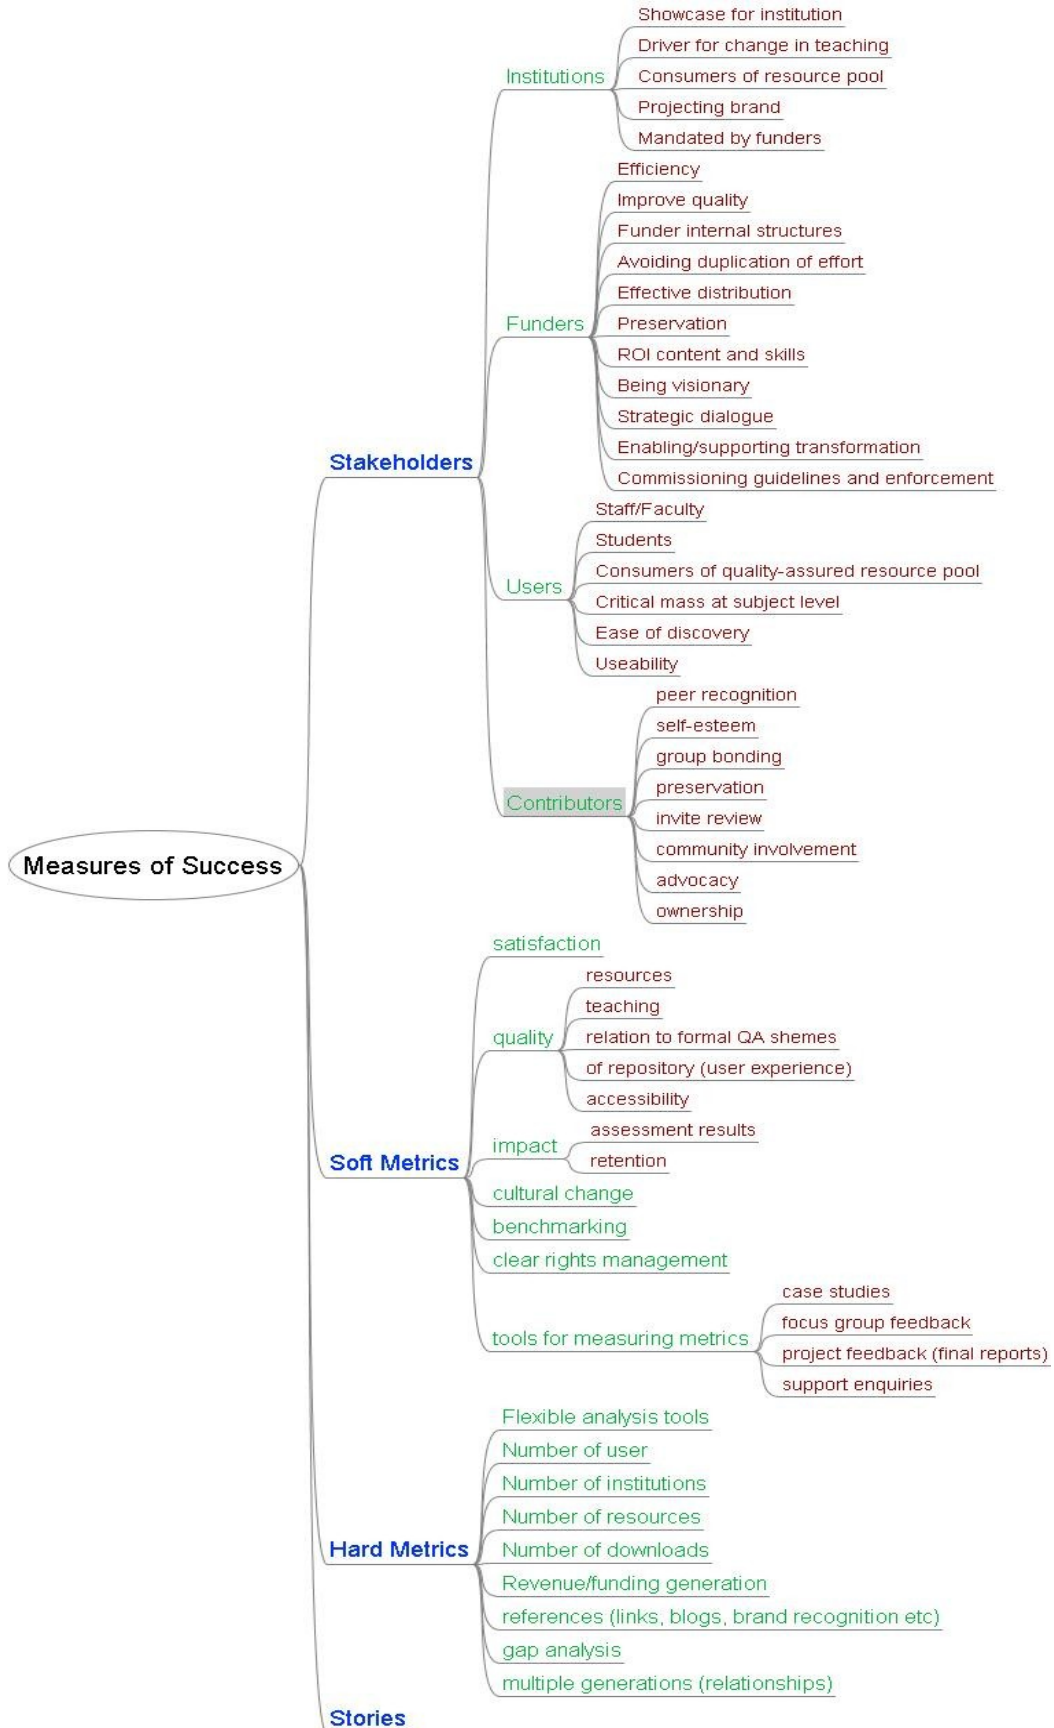 Measures of Success
Stakeholders
Institutions
Showcase for institution
Driver for change in teaching
Consumers of resource pool
Projecting brand
Mandated by funders
Funders
Efficiency
Improve quality
Funder internal structures
Avoiding duplication of effort
Effective distribution
Preservation
ROI content and skills
Being visionary
Strategic dialogue
Enabling/supporting transformation
Commissioning guidelines and enforcement
Users
Staff/Faculty
Students
Consumers of quality-assured resource pool
Critical mass at subject level
Ease of discovery
Useability
Contributors
peer recognition
self-esteem
group bonding
preservation
invite review
community involvement
advocacy
ownership
Soft Metrics
satisfaction
quality
resources
teaching
relation to formal QA shemes
of repository (user experience)
accessibility
impact
assessment results
retention
cultural change
benchmarking
clear rights management
tools for measuring metrics
case studies
focus group feedback
project feedback (final reports)
support enquiries
Hard Metrics
Flexible analysis tools
Number of user
Number of institutions
Number of resources
Number of downloads
Revenue/funding generation
references (links, blogs, brand recognition etc)
gap analysis
multiple generations (relationships)
Stories